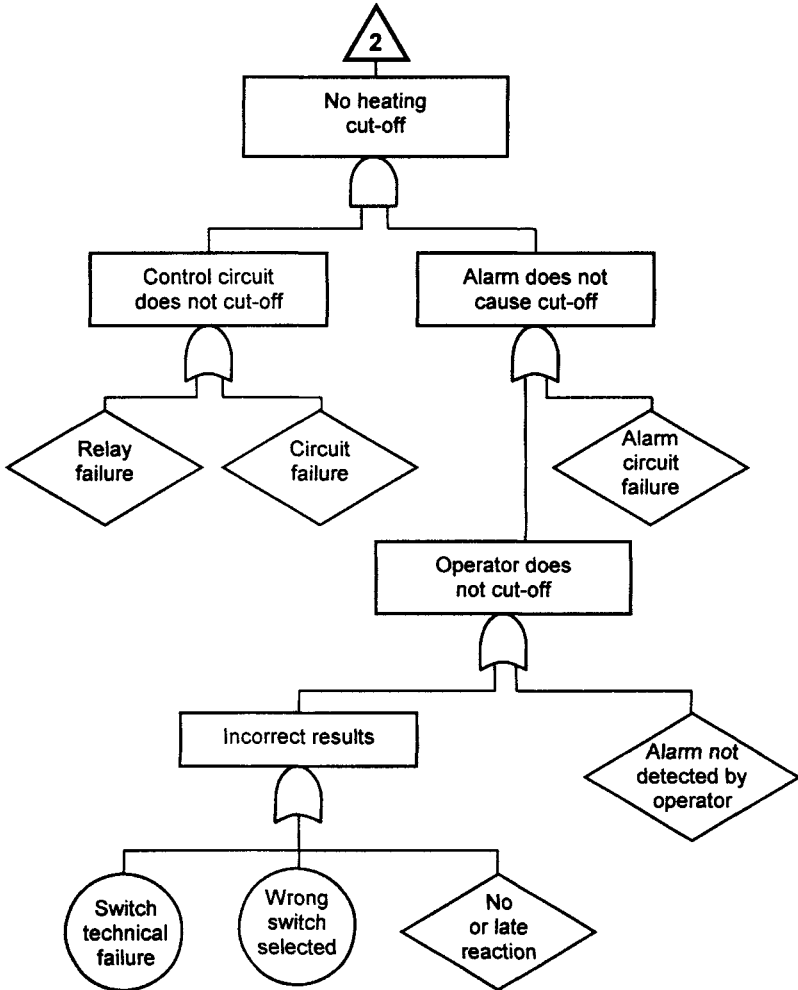 2
No heating
cut-off
Control circuit
does not cut-off
Alarm does not
cause cut-off
Relay
failure
Circuit
failure
Alarm
circuit
failure
Operator does
not cut-off
Incorrect results
Alarm not
detected by
operator
Switch
technical
failure
Wrong
switch
selected
No
or late
reaction